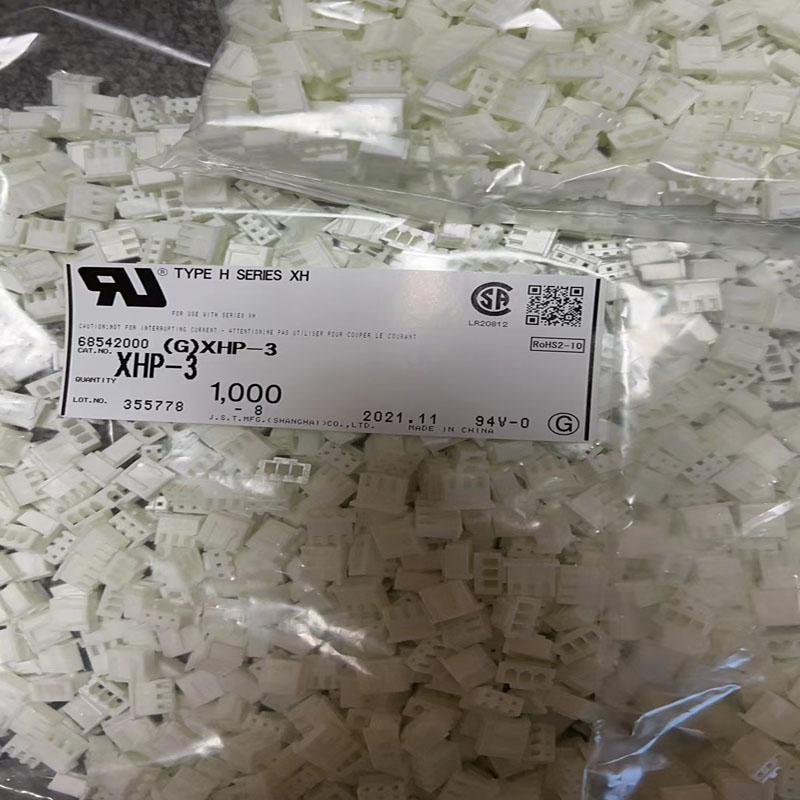 ® TYPE H SERIES XH
FOR USE WITH SERIES XH
CAUTION:NOT FOR INTERRUPTING CURRENT.- ATTENTION:NE PAS UTILISER POUR COUPER LE COURANT
68542000 (G)XHP-3
CAT.NO. XHP-3
QUANTITY 1,000
- 8
LOT.NO. 355778
J.S.T.MFG.(SHANGHAI)CO.,LTD.
2021.11
MADE IN CHINA
94V-0
G
SA
LR20812
RoHS2-10